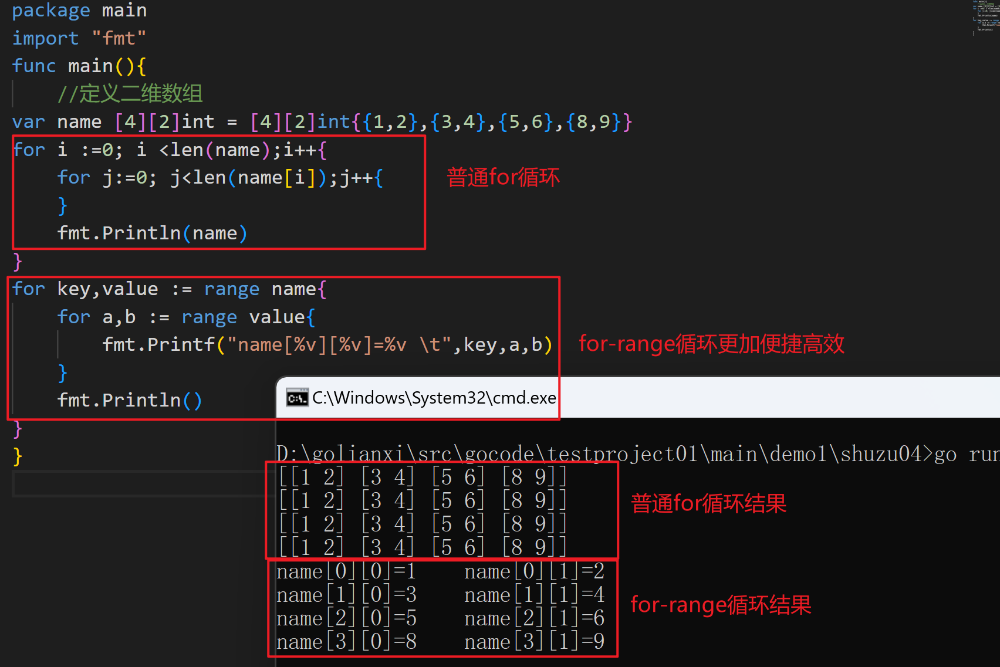 package main
import "fmt"
func main(){
//定义二维数组
var name [4][2]int = [4][2]int{{1,2},{3,4},{5,6},{8,9}}
for i :=0; i <len(name);i++{
for j:=0; j<len(name[i]);j++{
普通for循环
}
fmt.Println(name)
}
for key,value := range name{
for a,b := range value{
fmt.Printf("name[%v][%v]=%v \t",key,a,b)
for-range循环更加便捷高效
}
fmt.Println()
}
}
C:\Windows\System32\cmd.exe
D:\golianxi\src\gocode\testproject01\main\demo1\shuzu04>go run
[[1 2] [3 4] [5 6] [8 9]]
[[1 2] [3 4] [5 6] [8 9]]
[[1 2] [3 4] [5 6] [8 9]]
[[1 2] [3 4] [5 6] [8 9]]
普通for循环结果
name[0][0]=1 name[0][1]=2
name[1][0]=3 name[1][1]=4
name[2][0]=5 name[2][1]=6
name[3][0]=8 name[3][1]=9
for-range循环结果